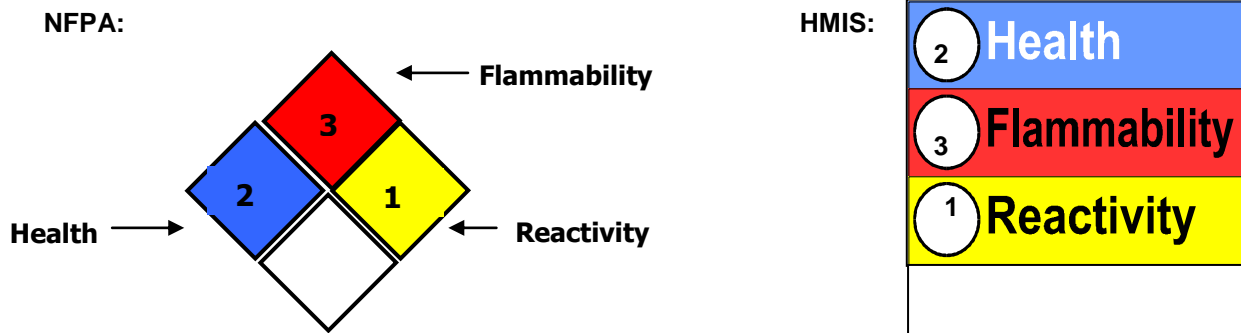 NFPA:
Flammability
3
2
1
Health
Reactivity
HMIS:
2 Health
3 Flammability
1 Reactivity